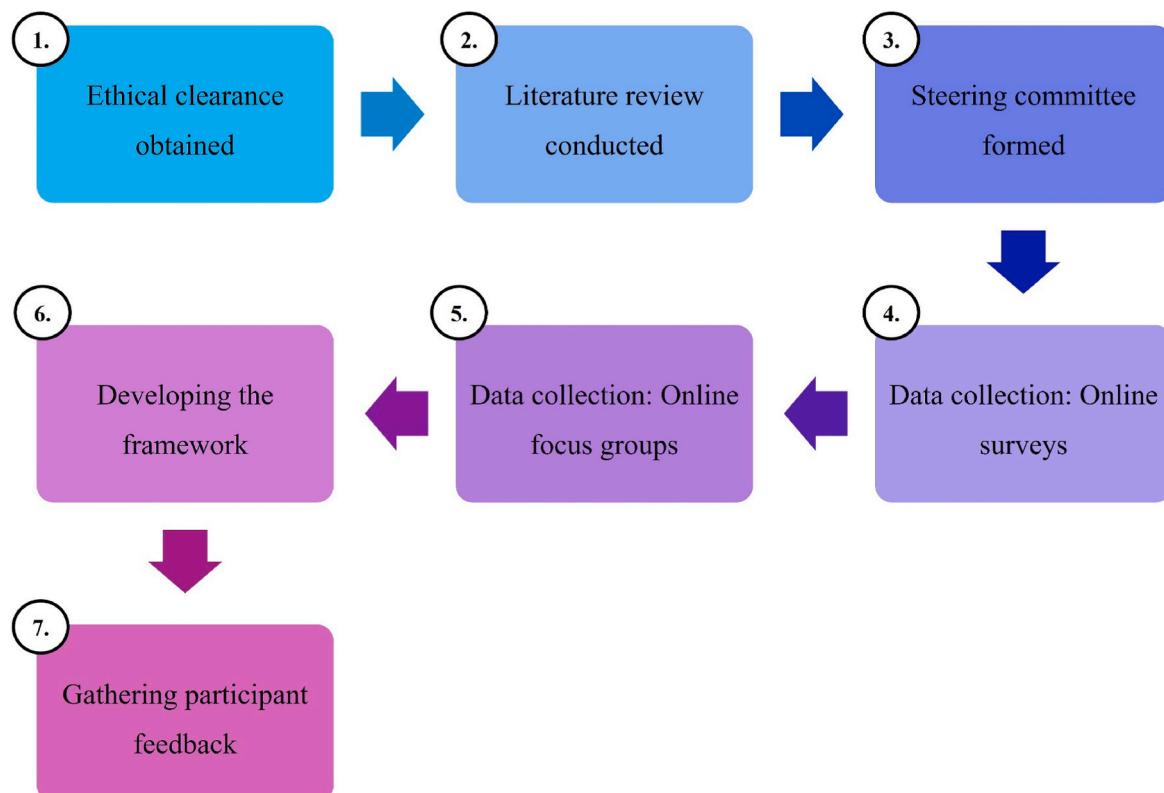 1.
Ethical clearance
obtained
2.
Literature review
conducted
3.
Steering committee
formed
4.
Data collection: Online
surveys
5.
Data collection: Online
focus groups
6.
Developing the
framework
7.
Gathering participant
feedback